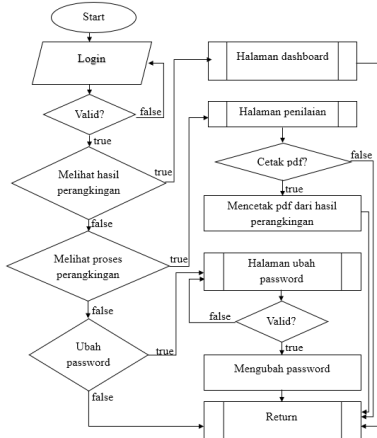 Start
Login
Valid?
false
true
Melihat hasil
perangkingan
true
false
Melihat proses
perangkingan
true
false
Ubah
password
true
false
Halaman dashboard
Halaman penilaian
Cetak pdf?
false
true
Mencetak pdf dari hasil
perangkingan
Halaman ubah
password
false
Valid?
true
Mengubah password
Return